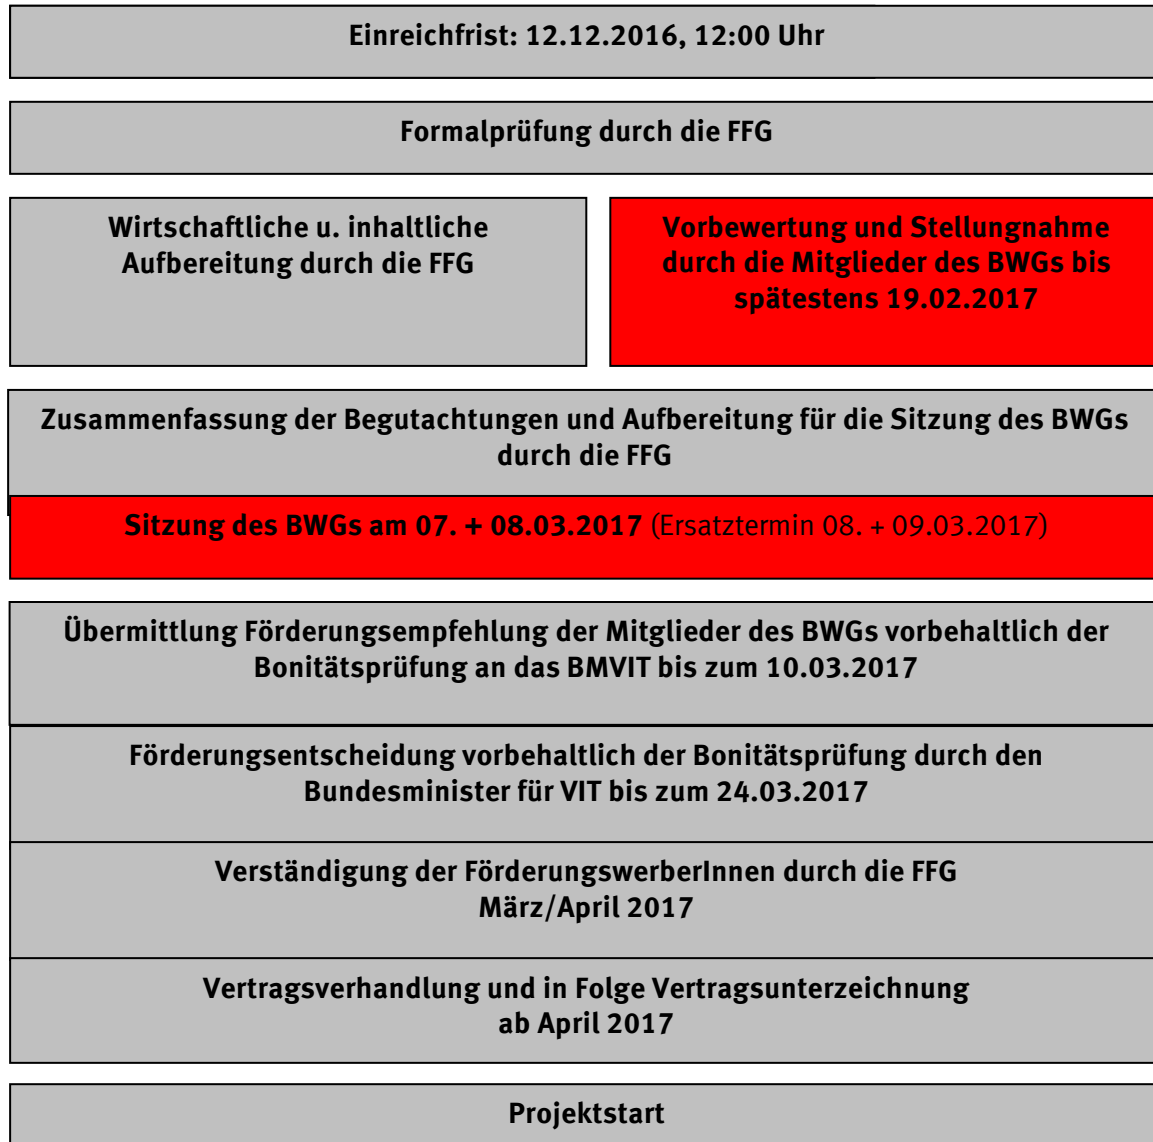 Einreichfrist: 12.12.2016, 12:00 Uhr
Formalprüfung durch die FFG
Wirtschaftliche u. inhaltliche
Aufbereitung durch die FFG
Vorbewertung und Stellungnahme
durch die Mitglieder des BWGs bis
spätestens 19.02.2017
Zusammenfassung der Begutachtungen und Aufbereitung für die Sitzung des BWGs
durch die FFG
Sitzung des BWGs am 07. + 08.03.2017 (Ersatztermin 08. + 09.03.2017)
Übermittlung Förderungsempfehlung der Mitglieder des BWGs vorbehaltlich der
Bonitätsprüfung an das BMVIT bis zum 10.03.2017
Förderungsentscheidung vorbehaltlich der Bonitätsprüfung durch den
Bundesminister für VIT bis zum 24.03.2017
Verständigung der FörderungswerberInnen durch die FFG
März/April 2017
Vertragsverhandlung und in Folge Vertragsunterzeichnung
ab April 2017
Projektstart